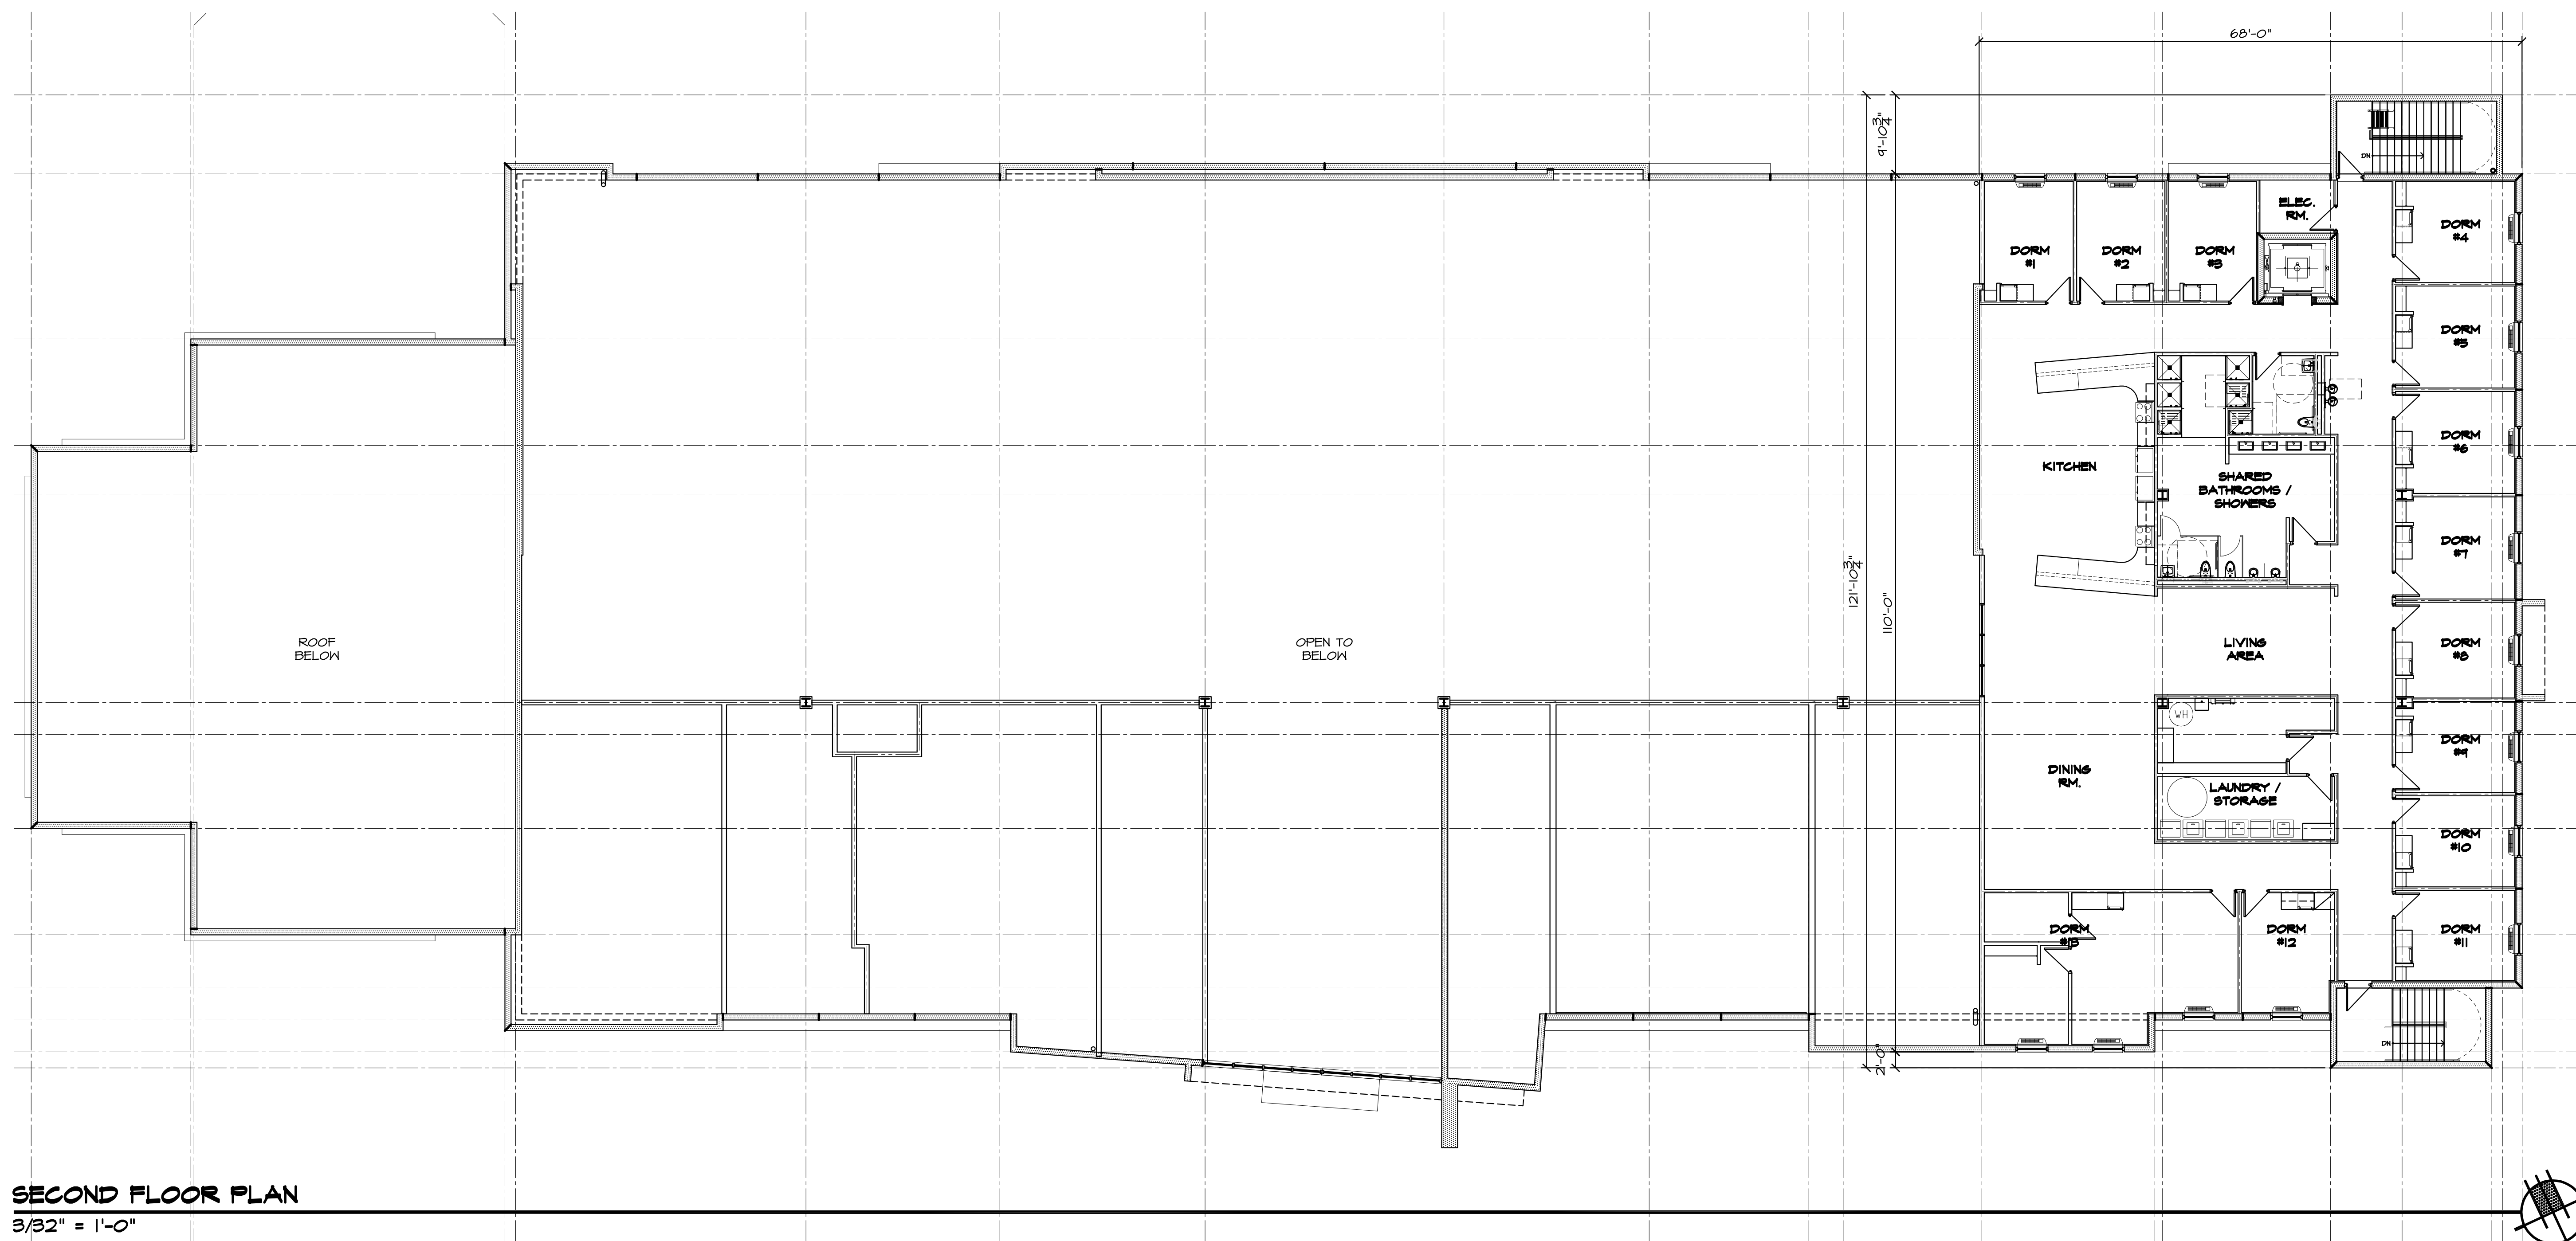 68'-0"
9'-10 3/4"
DN
ELEC.
RM.
DORM
#1
DORM
#2
DORM
#3
DORM
#4
DORM
#5
DORM
#6
KITCHEN
SHARED
BATHROOMS /
SHOWERS
DORM
#7
121'-10 3/4"
110'-0"
ROOF
BELOW
OPEN TO
BELOW
LIVING
AREA
DORM
#8
WH
DORM
#9
DINING
RM.
LAUNDRY /
STORAGE
DORM
#10
DORM
#13
DORM
#12
DORM
#11
DN
2'-0"
SECOND FLOOR PLAN
3/32" = 1'-0"